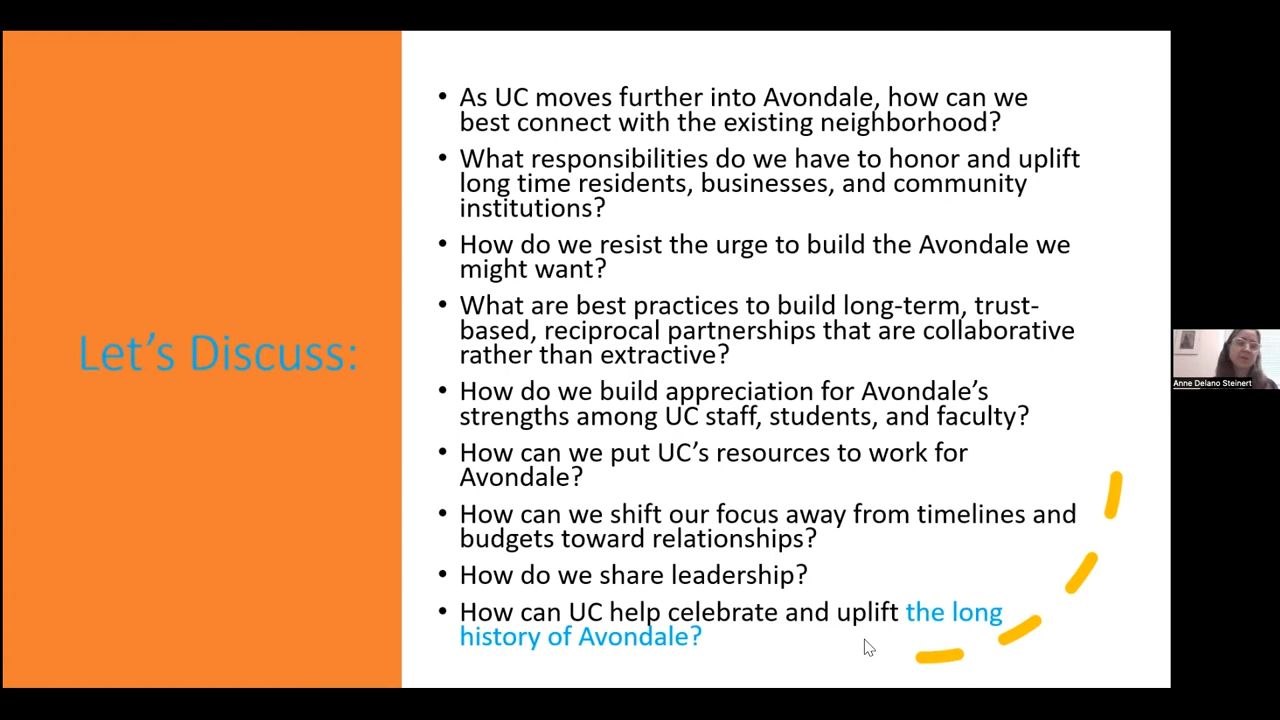 Let's Discuss:
• As UC moves further into Avondale, how can we
best connect with the existing neighborhood?
• What responsibilities do we have to honor and uplift
long time residents, businesses, and community
institutions?
• How do we resist the urge to build the Avondale we
might want?
• What are best practices to build long-term, trust-
based, reciprocal partnerships that are collaborative
rather than extractive?
• How do we build appreciation for Avondale's
strengths among UC staff, students, and faculty?
• How can we put UC's resources to work for
Avondale?
• How can we shift our focus away from timelines and
budgets toward relationships?
• How do we share leadership?
• How can UC help celebrate and uplift the long
history of Avondale?
Anne Delano Steinert